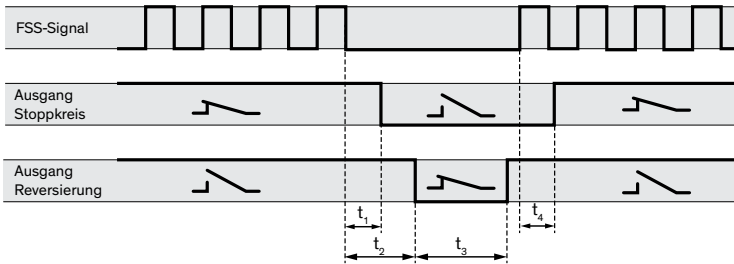 FSS-Signal
Ausgang
Stoppkreis
Ausgang
Reversierung
t₁
t₄
t₂
t₃